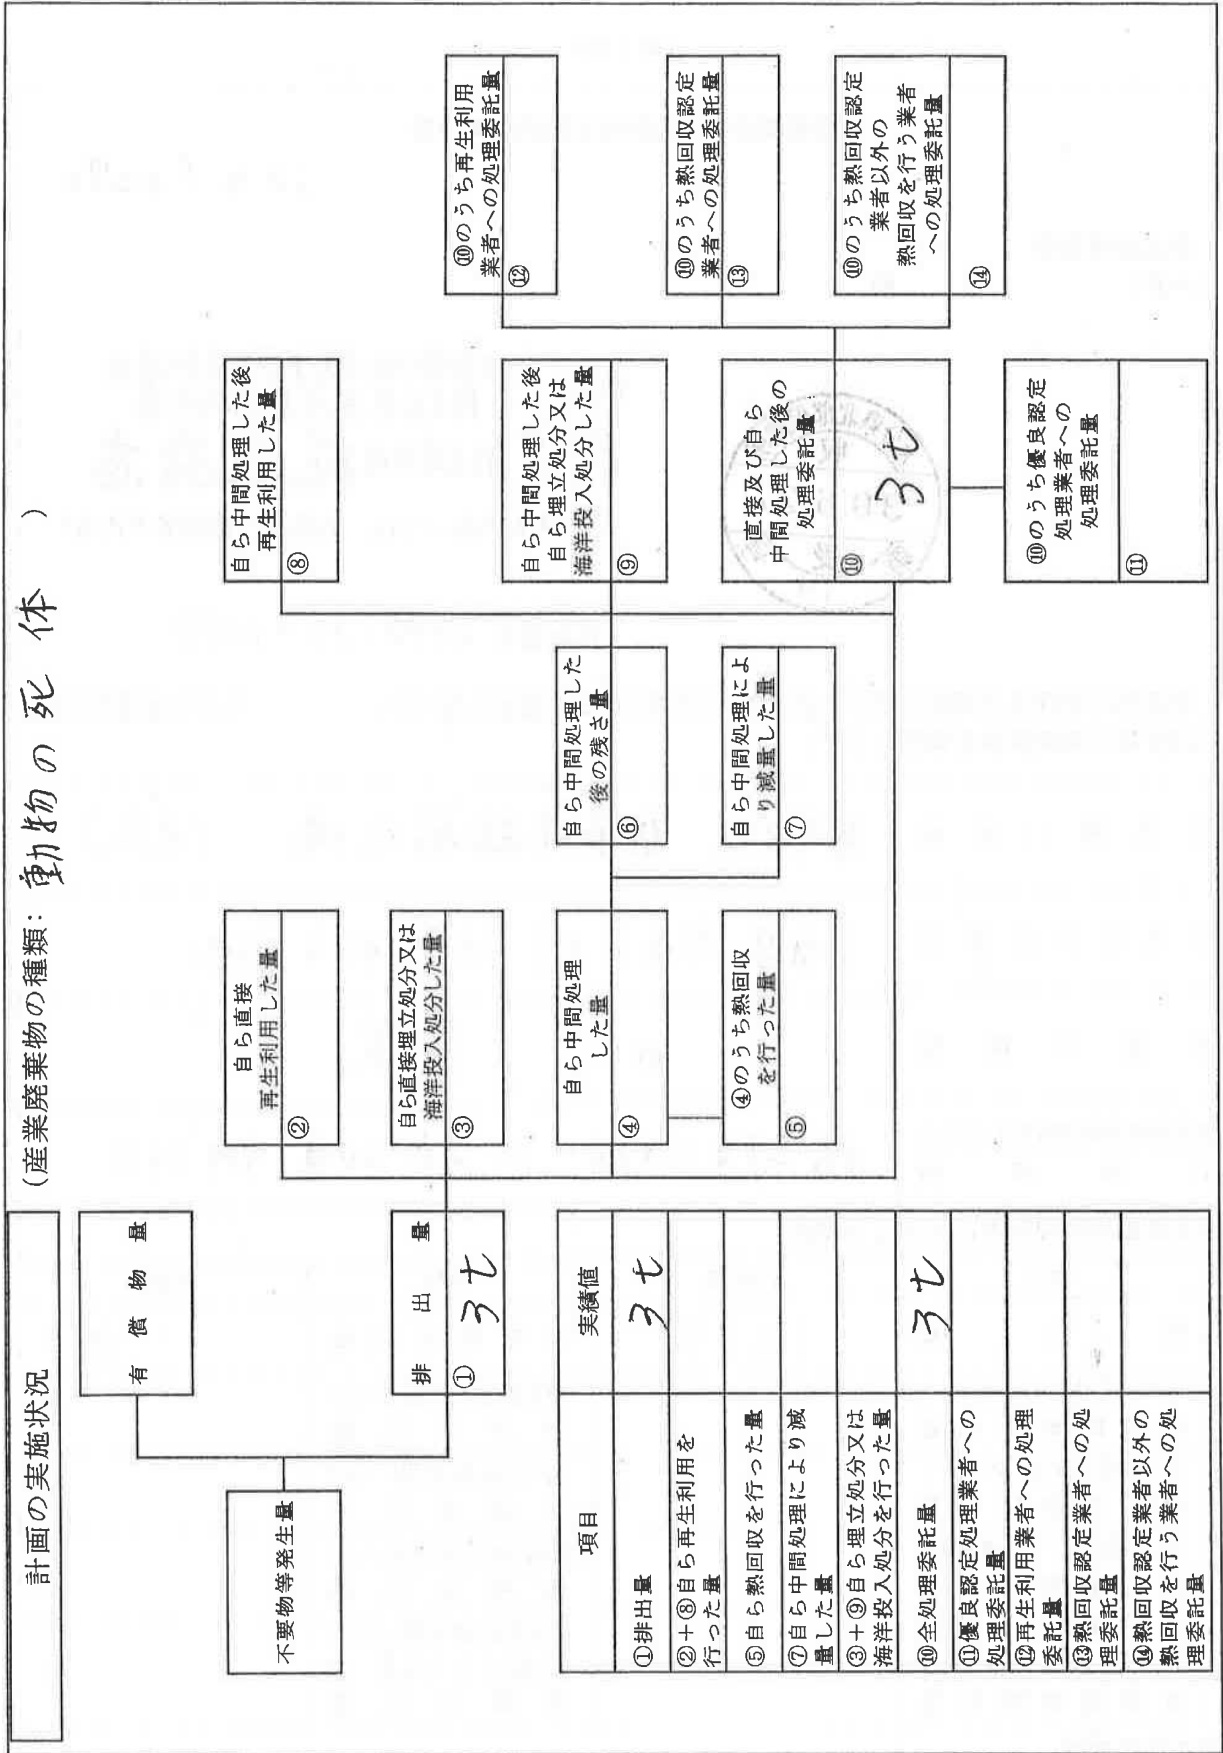 計画の実施状況
(産業廃棄物の種類: 動物の死体 )
不要物等発生量
有償物量
排出量
① 3t
自ら直接
再生利用した量
②
自ら直接埋立処分又は
海洋投入処分した量
③
自ら中間処理
した量
④
④のうち熱回収
を行った量
⑤
自ら中間処理した
後の残さ量
⑥
自ら中間処理によ
り減量した量
⑦
自ら中間処理した後
再生利用した量
⑧
自ら中間処理した後
自ら埋立処分又は
海洋投入処分した量
⑨
直接及び自ら
中間処理した後の
処理委託量
⑩ 3t
⑩のうち優良認定
処理業者への
処理委託量
⑪
⑩のうち再生利用
業者への処理委託量
⑫
⑩のうち熱回収認定
業者への処理委託量
⑬
⑩のうち熱回収認定
業者以外の
熱回収を行う業者
への処理委託量
⑭
項目 実績値
①排出量 3t
②+⑧自ら再生利用を
行った量
⑤自ら熱回収を行った量
⑦自ら中間処理により減
量した量
③+⑨自ら埋立処分又は
海洋投入処分を行った量
⑩全処理委託量 3t
⑪優良認定処理業者への
処理委託量
⑫再生利用業者への処理
委託量
⑬熱回収認定業者への処
理委託量
⑭熱回収認定業者以外の
熱回収を行う業者への処
理委託量